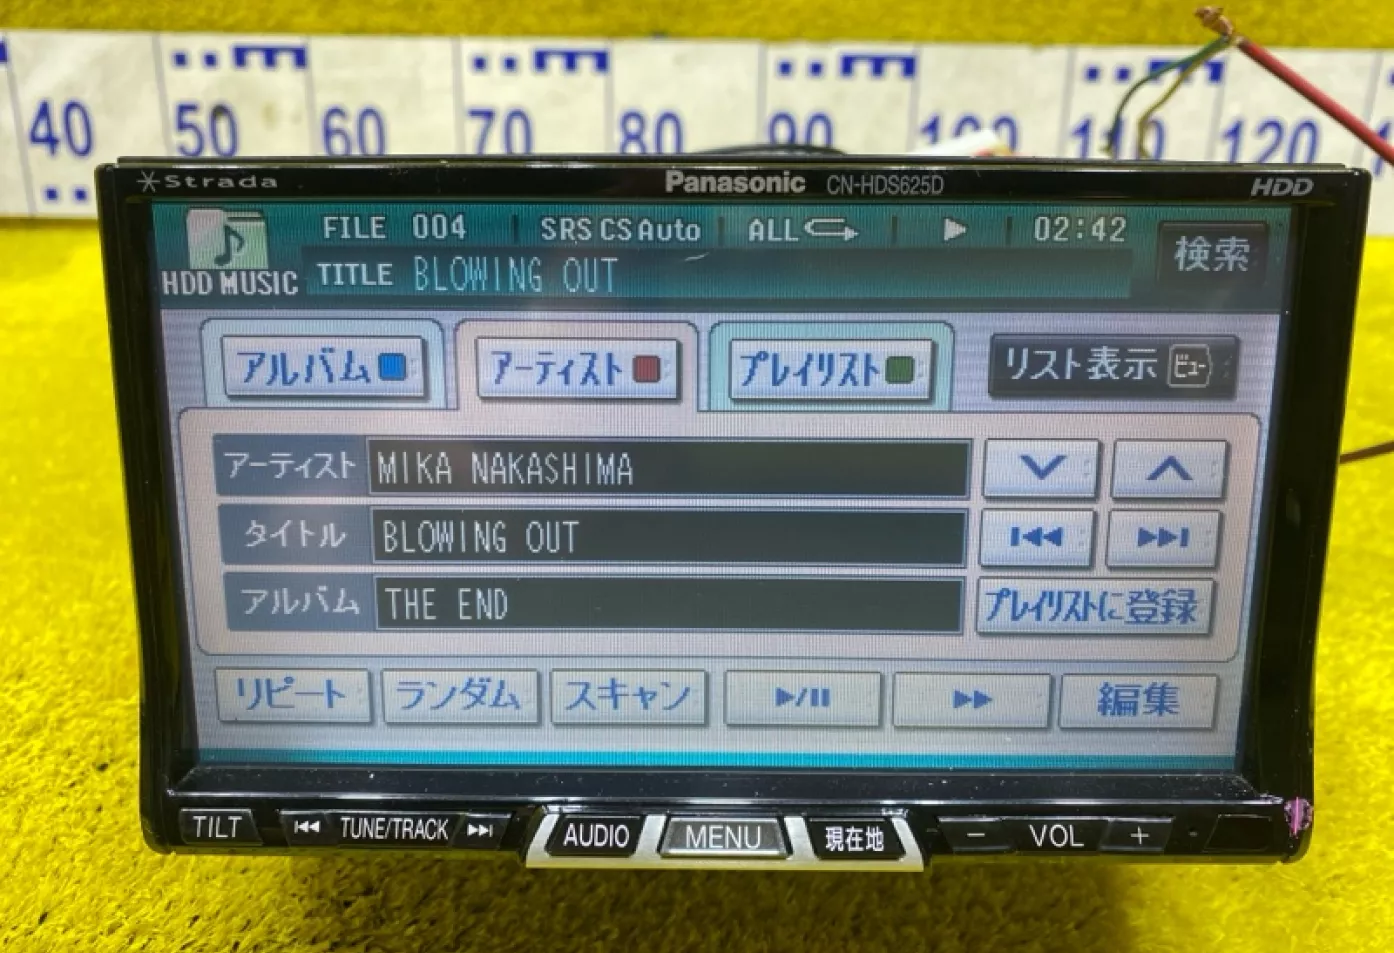 40 50 60 70 80 90 100 110 120
Strada Panasonic CN-HDS625D HDD
FILE 004 SRS CS Auto ALL 02:42
検索
HDD MUSIC TITLE BLOWING OUT
アルバム アーティスト プレイリスト リスト表示 ビュー
アーティスト MIKA NAKASHIMA
タイトル BLOWING OUT
アルバム THE END プレイリストに登録
リピート ランダム スキャン 編集
TILT TUNE/TRACK AUDIO MENU 現在地 - VOL +